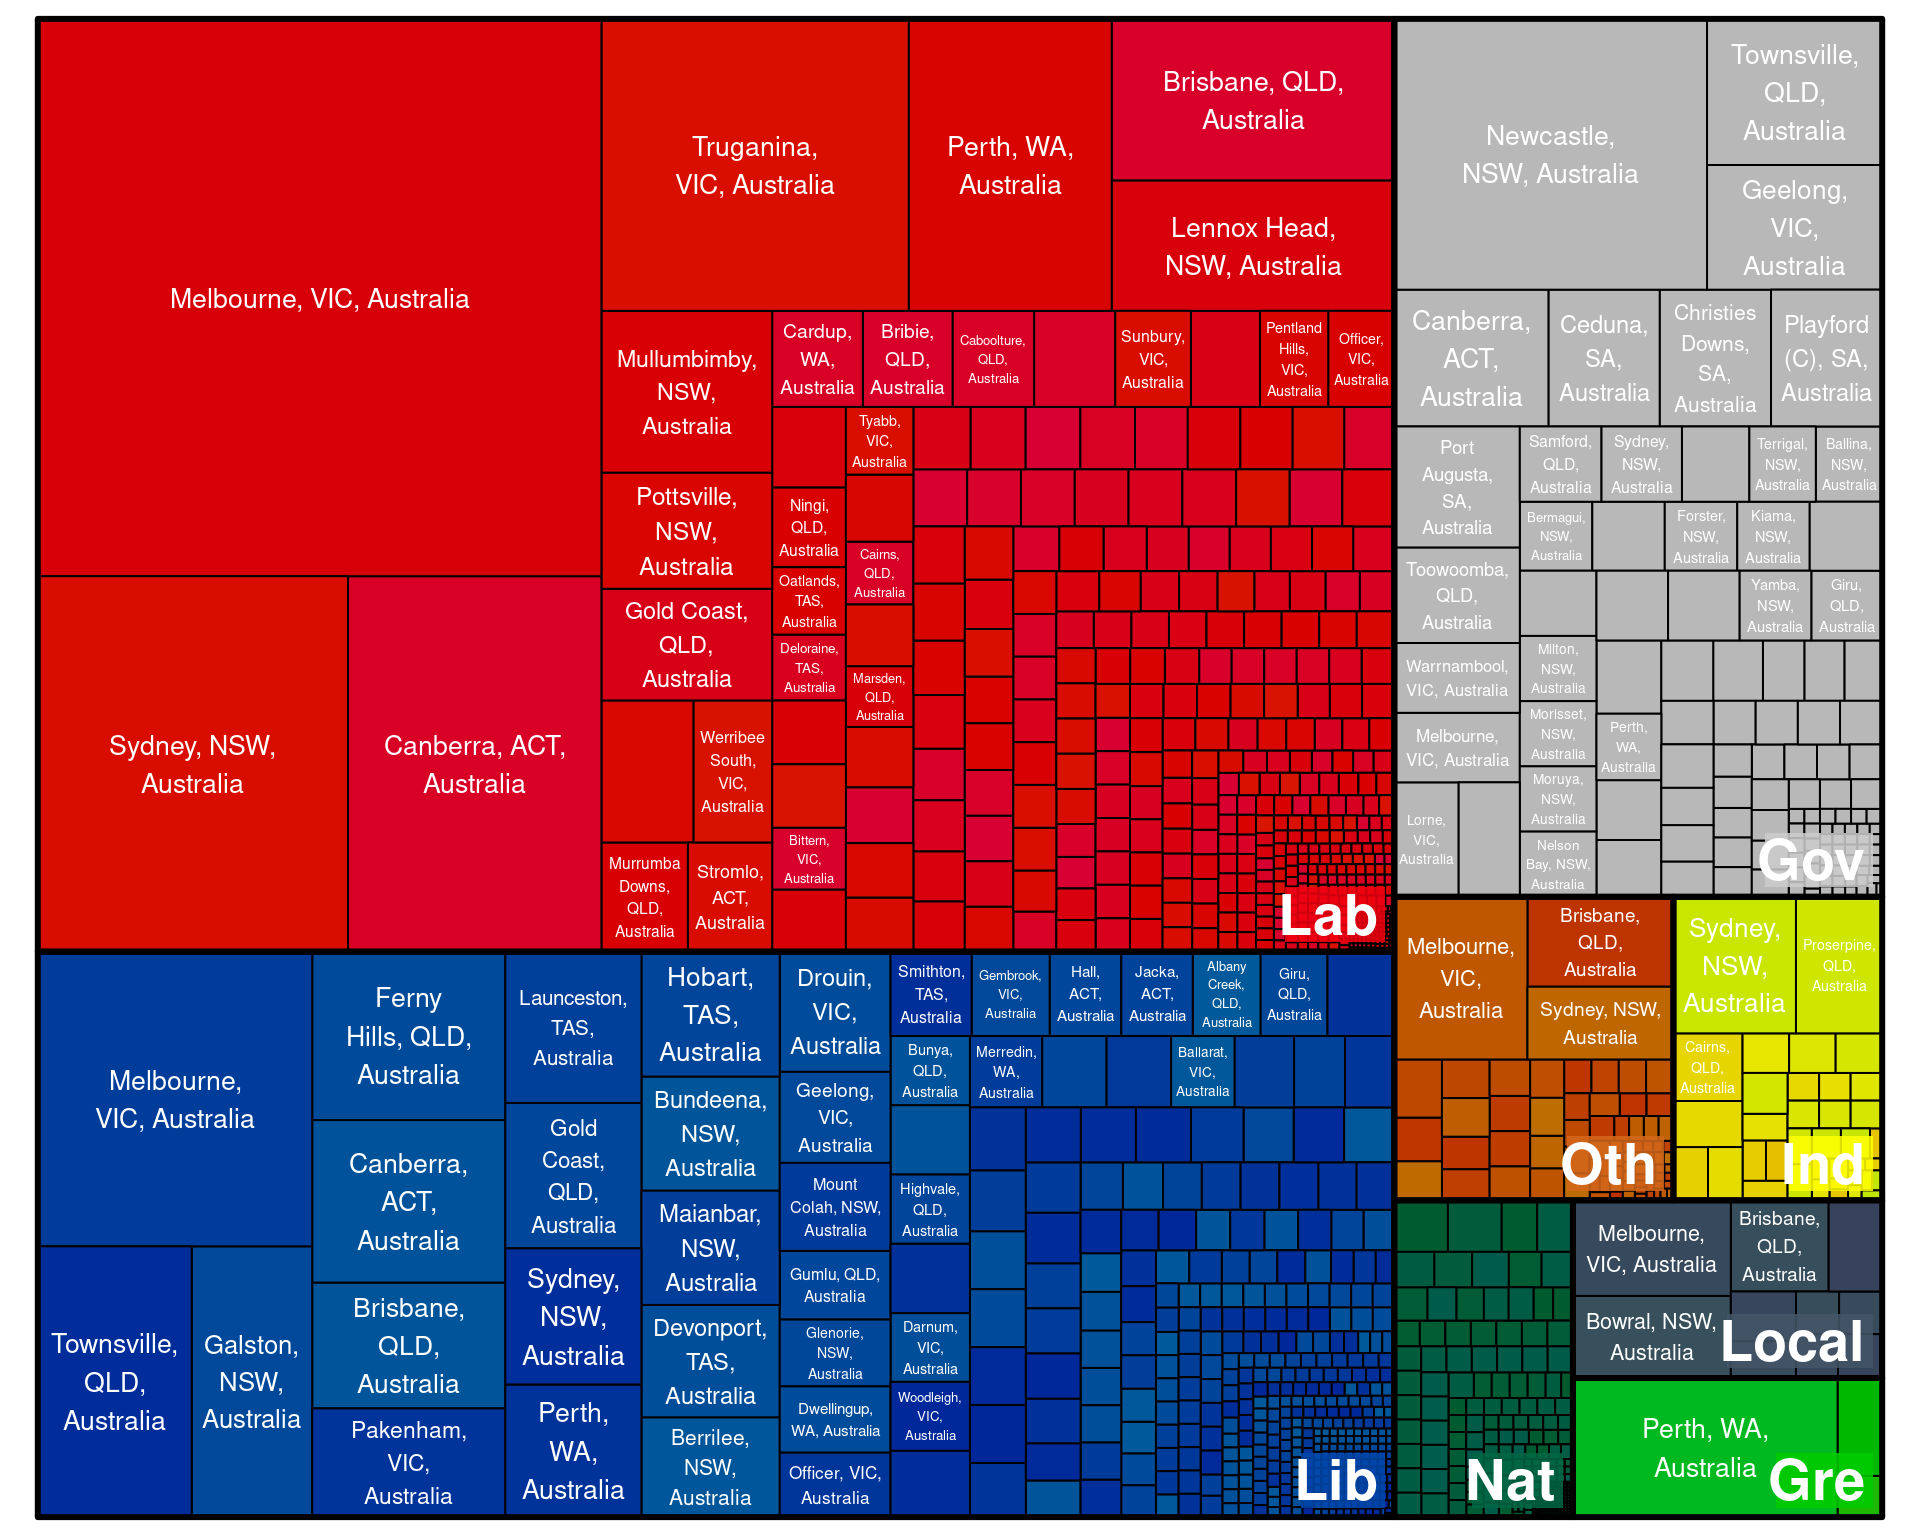 Melbourne, VIC, Australia
Sydney, NSW,
Australia
Canberra, ACT,
Australia
Truganina,
VIC, Australia
Perth, WA,
Australia
Brisbane, QLD,
Australia
Lennox Head,
NSW, Australia
Mullumbimby,
NSW,
Australia
Pottsville,
NSW,
Australia
Gold Coast,
QLD,
Australia
Werribee
South,
VIC,
Australia
Murrumba
Downs,
QLD,
Australia
Stromlo,
ACT,
Australia
Cardup,
WA,
Australia
Bribie,
QLD,
Australia
Caboolture,
QLD,
Australia
Sunbury,
VIC,
Australia
Pentland
Hills,
VIC,
Australia
Officer,
VIC,
Australia
Tyabb,
VIC,
Australia
Ningi,
QLD,
Australia
Oatlands,
TAS,
Australia
Deloraine,
TAS,
Australia
Cairns,
QLD,
Australia
Marsden,
QLD,
Australia
Bittern,
VIC,
Australia
Lab
Newcastle,
NSW, Australia
Townsville,
QLD,
Australia
Geelong,
VIC,
Australia
Canberra,
ACT,
Australia
Ceduna,
SA,
Australia
Christies
Downs,
SA,
Australia
Playford
(C), SA,
Australia
Port
Augusta,
SA,
Australia
Toowoomba,
QLD,
Australia
Warrnambool,
VIC, Australia
Melbourne,
VIC, Australia
Lorne,
VIC,
Australia
Samford,
QLD,
Australia
Sydney,
NSW,
Australia
Terrigal,
NSW,
Australia
Ballina,
NSW,
Australia
Bermagui,
NSW,
Australia
Forster,
NSW,
Australia
Kiama,
NSW,
Australia
Yamba,
NSW,
Australia
Giru,
QLD,
Australia
Milton,
NSW,
Australia
Morisset,
NSW,
Australia
Moruya,
NSW,
Australia
Nelson
Bay, NSW,
Australia
Perth,
WA,
Australia
Gov
Melbourne,
VIC, Australia
Townsville,
QLD,
Australia
Galston,
NSW,
Australia
Ferny
Hills, QLD,
Australia
Canberra,
ACT,
Australia
Brisbane,
QLD,
Australia
Pakenham,
VIC,
Australia
Launceston,
TAS,
Australia
Gold
Coast,
QLD,
Australia
Sydney,
NSW,
Australia
Perth,
WA,
Australia
Hobart,
TAS,
Australia
Bundeena,
NSW,
Australia
Maianbar,
NSW,
Australia
Devonport,
TAS,
Australia
Berrilee,
NSW,
Australia
Drouin,
VIC,
Australia
Geelong,
VIC,
Australia
Mount
Colah, NSW,
Australia
Gumlu, QLD,
Australia
Glenorie,
NSW,
Australia
Dwellingup,
WA, Australia
Officer, VIC,
Australia
Smithton,
TAS,
Australia
Gembrook,
VIC,
Australia
Hall,
ACT,
Australia
Jacka,
ACT,
Australia
Albany
Creek,
QLD,
Australia
Giru,
QLD,
Australia
Bunya,
QLD,
Australia
Merredin,
WA,
Australia
Ballarat,
VIC,
Australia
Highvale,
QLD,
Australia
Darnum,
VIC,
Australia
Woodleigh,
VIC,
Australia
Lib
Melbourne,
VIC,
Australia
Brisbane,
QLD,
Australia
Sydney, NSW,
Australia
Oth
Sydney,
NSW,
Australia
Proserpine,
QLD,
Australia
Cairns,
QLD,
Australia
Ind
Nat
Melbourne,
VIC, Australia
Brisbane,
QLD,
Australia
Bowral, NSW,
Australia
Local
Perth, WA,
Australia
Gre